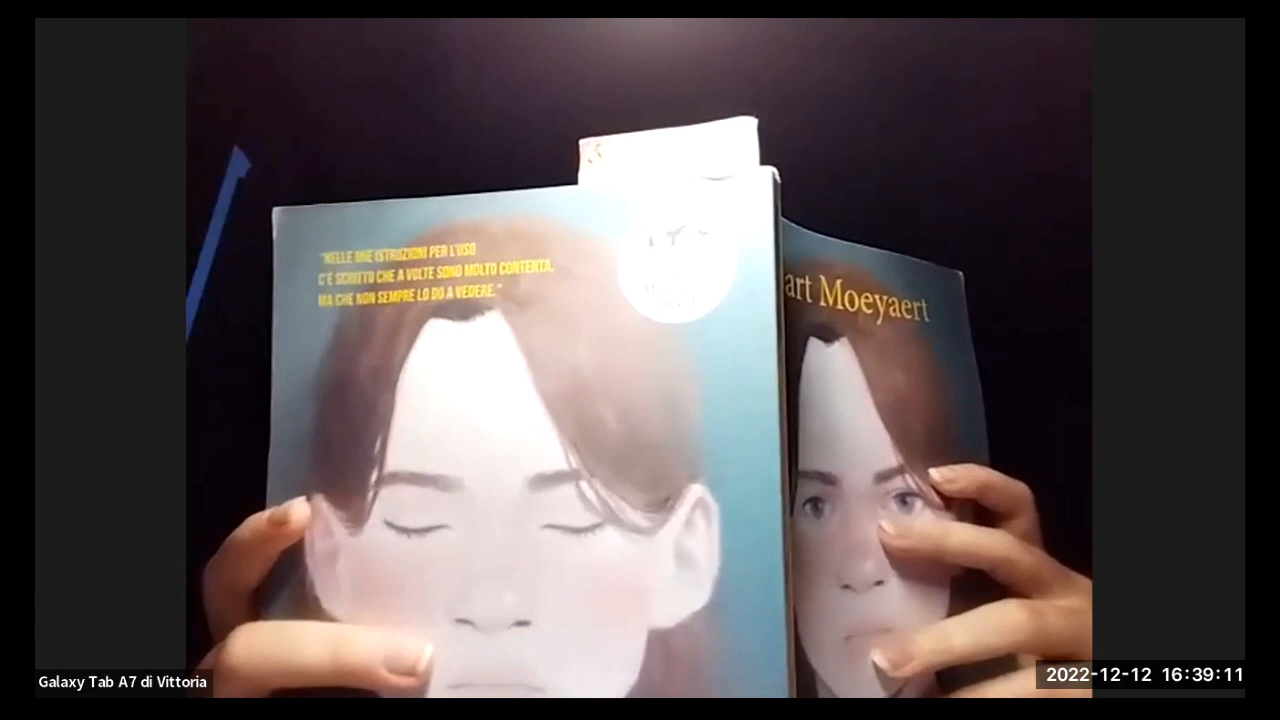 "NELLE MIE ISTRUZIONI PER L'USO
C'È SCRITTO CHE A VOLTE SONO MOLTO CONTENTA,
MA CHE NON SEMPRE LO DO A VEDERE."
art Moeyaert
Galaxy Tab A7 di Vittoria
2022-12-12 16:39:11